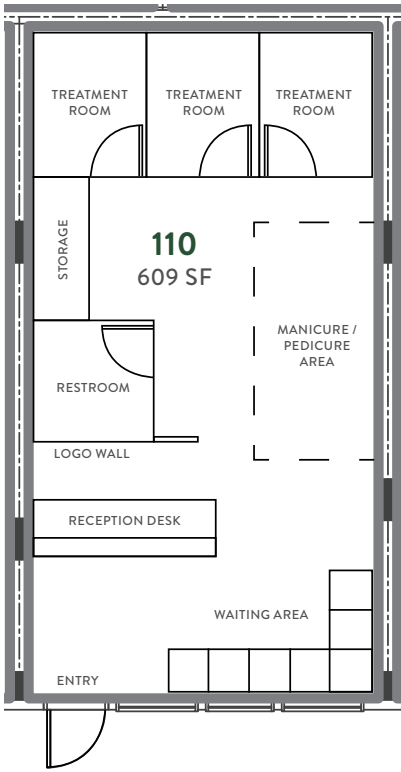 TREATMENT
ROOM
TREATMENT
ROOM
TREATMENT
ROOM
STORAGE
110
609 SF
MANICURE /
PEDICURE
AREA
RESTROOM
LOGO WALL
RECEPTION DESK
WAITING AREA
ENTRY